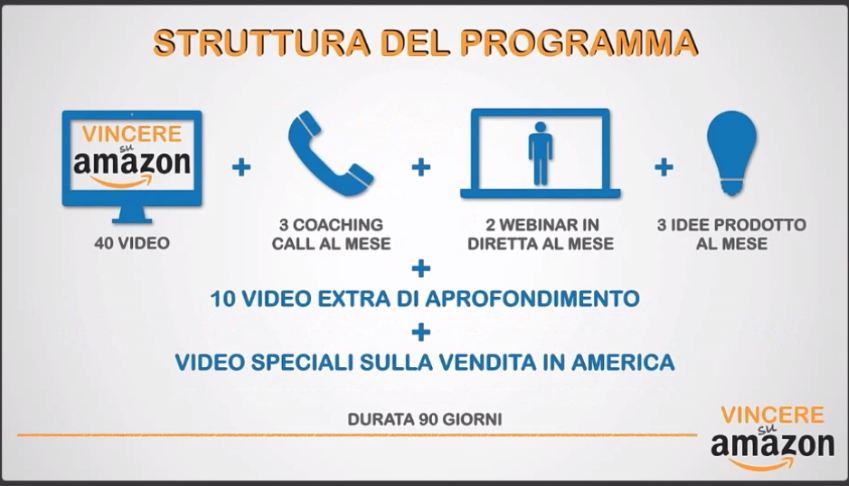 STRUTTURA DEL PROGRAMMA
VINCERE
su
amazon
40 VIDEO
+
3 COACHING
CALL AL MESE
+
2 WEBINAR IN
DIRETTA AL MESE
+
3 IDEE PRODOTTO
AL MESE
+
10 VIDEO EXTRA DI APROFONDIMENTO
+
VIDEO SPECIALI SULLA VENDITA IN AMERICA
DURATA 90 GIORNI
VINCERE
su
amazon